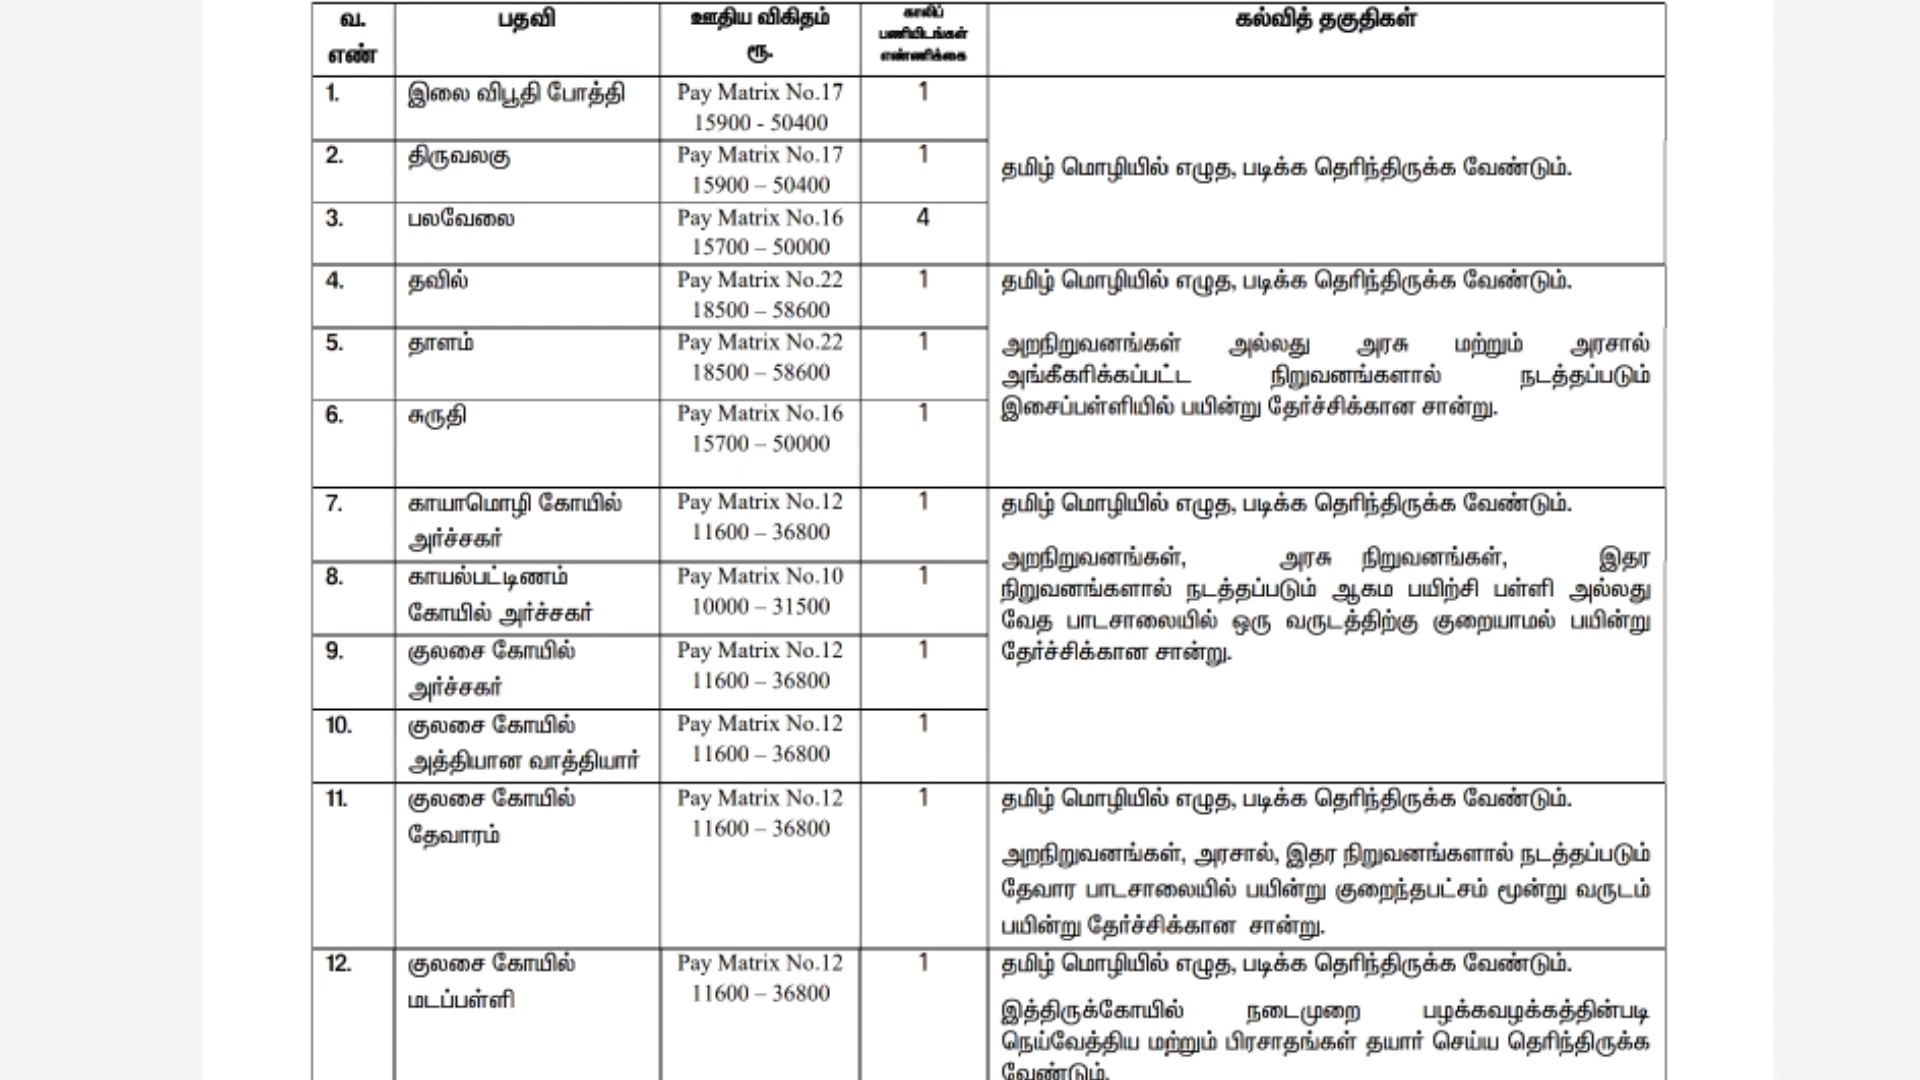 வ. எண்
பதவி
ஊதிய விகிதம் ரூ.
காலிப் பணியிடங்கள் எண்ணிக்கை
கல்வித் தகுதிகள்
1. இலை விபூதி போத்தி Pay Matrix No.17 1
15900 - 50400
2. திருவலகு Pay Matrix No.17 1
15900 – 50400
தமிழ் மொழியில் எழுத, படிக்க தெரிந்திருக்க வேண்டும்.
3. பலவேலை Pay Matrix No.16 4
15700 – 50000
4. தவில் Pay Matrix No.22 1 தமிழ் மொழியில் எழுத, படிக்க தெரிந்திருக்க வேண்டும்.
18500 – 58600
5. தாளம் Pay Matrix No.22 1 அறநிறுவனங்கள் அல்லது அரசு மற்றும் அரசால்
18500 – 58600 அங்கீகரிக்கப்பட்ட நிறுவனங்களால் நடத்தப்படும்
6. சுருதி Pay Matrix No.16 1 இசைப்பள்ளியில் பயின்று தேர்ச்சிக்கான சான்று.
15700 – 50000
7. காயாமொழி கோயில் Pay Matrix No.12 1 தமிழ் மொழியில் எழுத, படிக்க தெரிந்திருக்க வேண்டும்.
அர்ச்சகர் 11600 – 36800
அறநிறுவனங்கள், அரசு நிறுவனங்கள், இதர
8. காயல்பட்டிணம் Pay Matrix No.10 1 நிறுவனங்களால் நடத்தப்படும் ஆகம பயிற்சி பள்ளி அல்லது
கோயில் அர்ச்சகர் 10000 – 31500 வேத பாடசாலையில் ஒரு வருடத்திற்கு குறையாமல் பயின்று
9. குலசை கோயில் Pay Matrix No.12 1 தேர்ச்சிக்கான சான்று.
அர்ச்சகர் 11600 – 36800
10. குலசை கோயில் Pay Matrix No.12 1
அத்தியான வாத்தியார் 11600 – 36800
11. குலசை கோயில் Pay Matrix No.12 1 தமிழ் மொழியில் எழுத, படிக்க தெரிந்திருக்க வேண்டும்.
தேவாரம் 11600 – 36800
அறநிறுவனங்கள், அரசால், இதர நிறுவனங்களால் நடத்தப்படும்
தேவார பாடசாலையில் பயின்று குறைந்தபட்சம் மூன்று வருடம்
பயின்று தேர்ச்சிக்கான சான்று.
12. குலசை கோயில் Pay Matrix No.12 1 தமிழ் மொழியில் எழுத, படிக்க தெரிந்திருக்க வேண்டும்.
மடப்பள்ளி 11600 – 36800
இத்திருக்கோயில் நடைமுறை பழக்கவழக்கத்தின்படி
நெய்வேத்திய மற்றும் பிரசாதங்கள் தயார் செய்ய தெரிந்திருக்க
வேண்டும்.